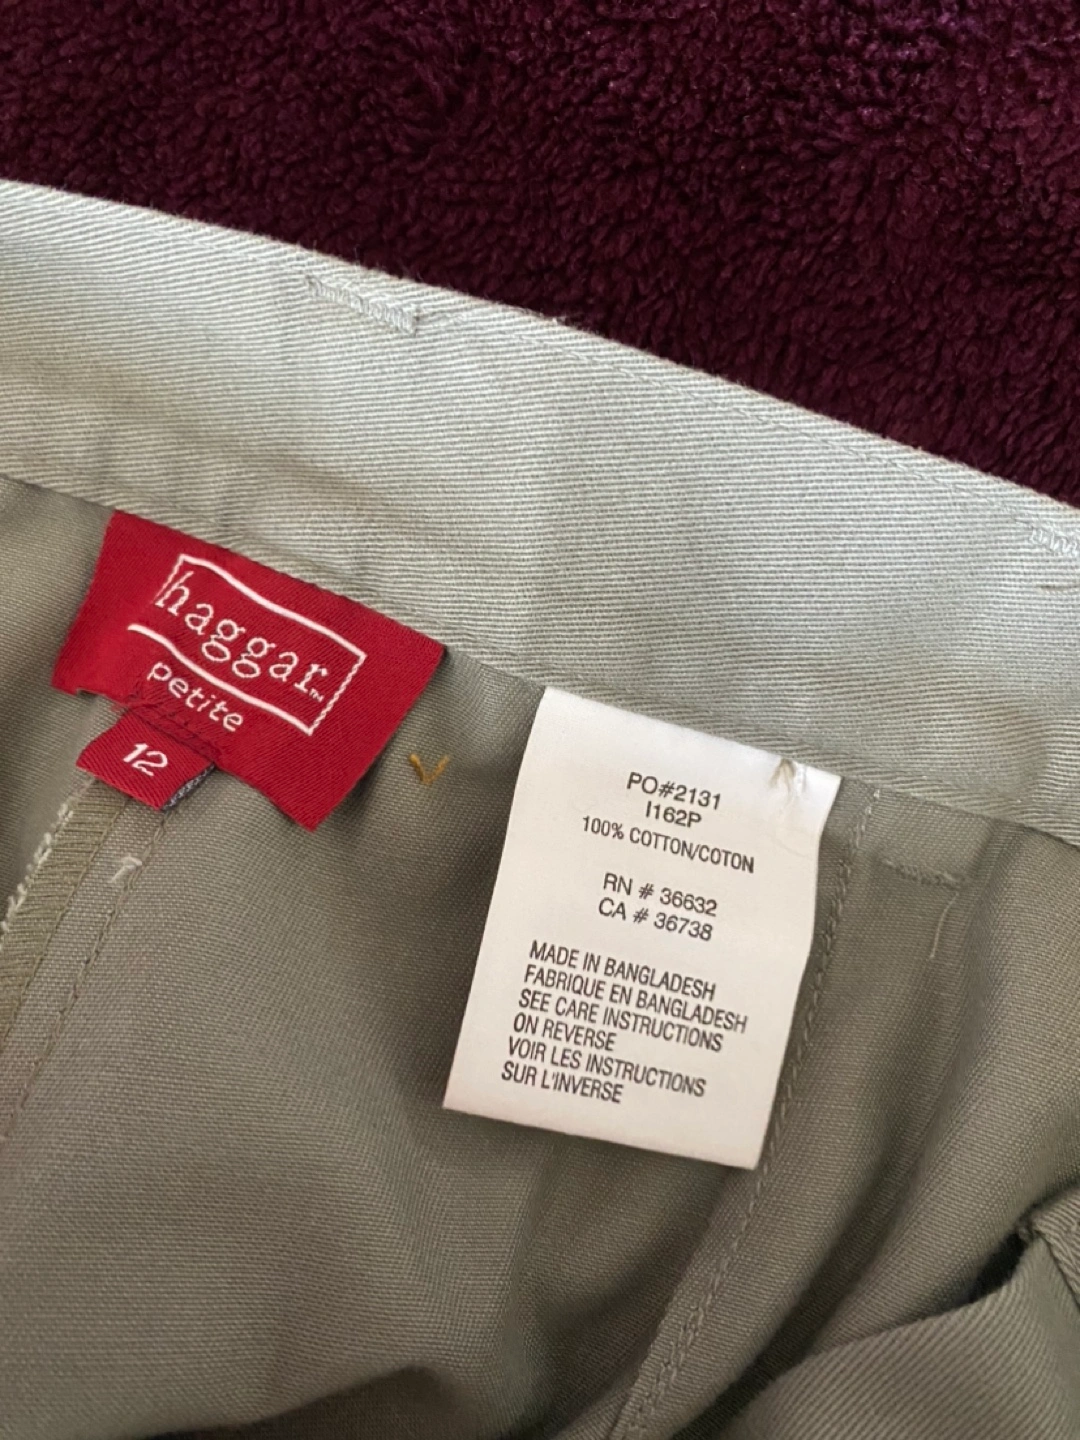 haggar™
petite
12
PO#2131
I162P
100% COTTON/COTON
RN # 36632
CA # 36738
MADE IN BANGLADESH
FABRIQUE EN BANGLADESH
SEE CARE INSTRUCTIONS
ON REVERSE
VOIR LES INSTRUCTIONS
SUR L'INVERSE